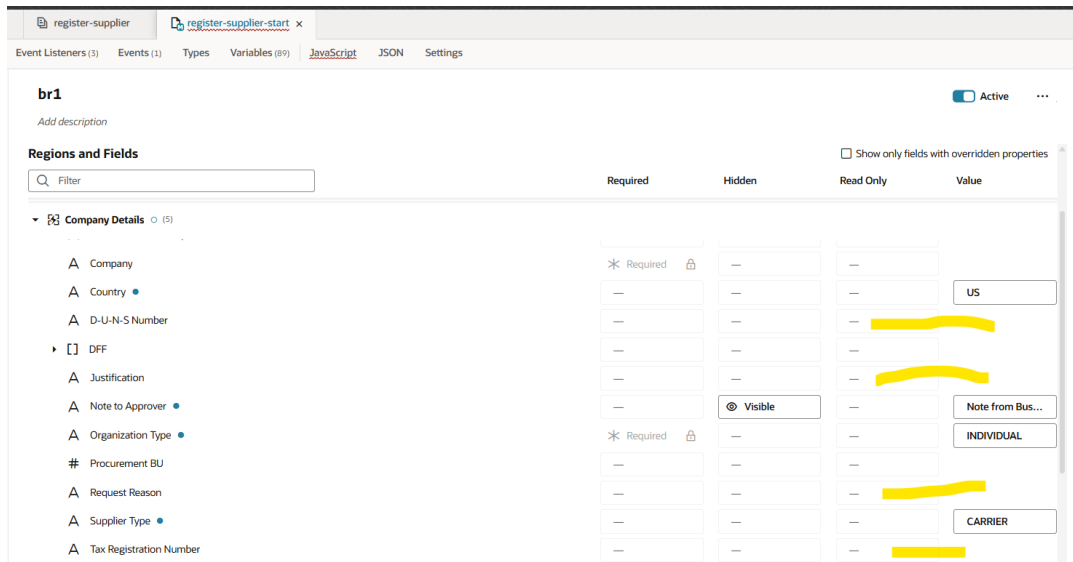 register-supplier register-supplier-start ×
Event Listeners (3) Events (1) Types Variables (89) JavaScript JSON Settings
br1 Active ...
Add description
Regions and Fields Show only fields with overridden properties
Filter Required Hidden Read Only Value
Company Details (5)
Company Required — —
Country — — — US
D-U-N-S Number — — —
[] DFF — — —
Justification — — —
Note to Approver — Visible — Note from Bus...
Organization Type Required — — INDIVIDUAL
# Procurement BU — — —
Request Reason — — —
Supplier Type — — — CARRIER
Tax Registration Number — — —